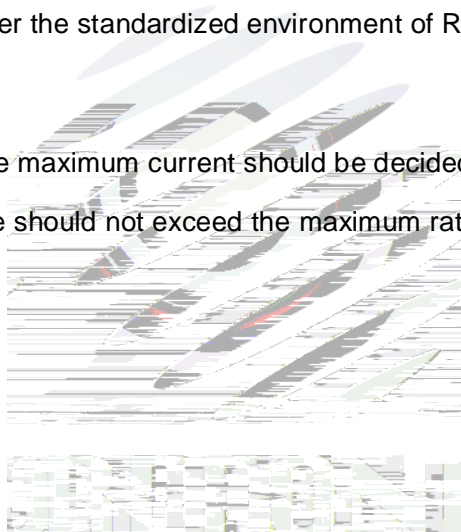 er the standardized environment of R
e maximum current should be decided
e should not exceed the maximum rat